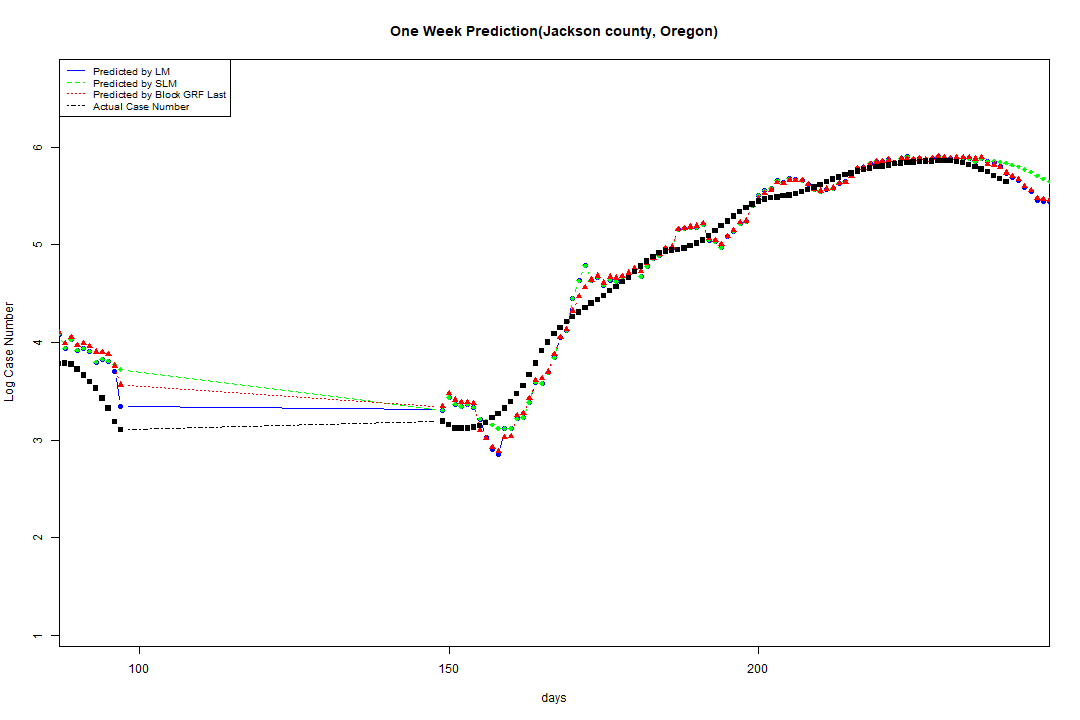 One Week Prediction(Jackson county, Oregon)
Predicted by LM
Predicted by SLM
Predicted by Block GRF Last
Actual Case Number
Log Case Number
6
5
4
3
2
1
100 150 200
days